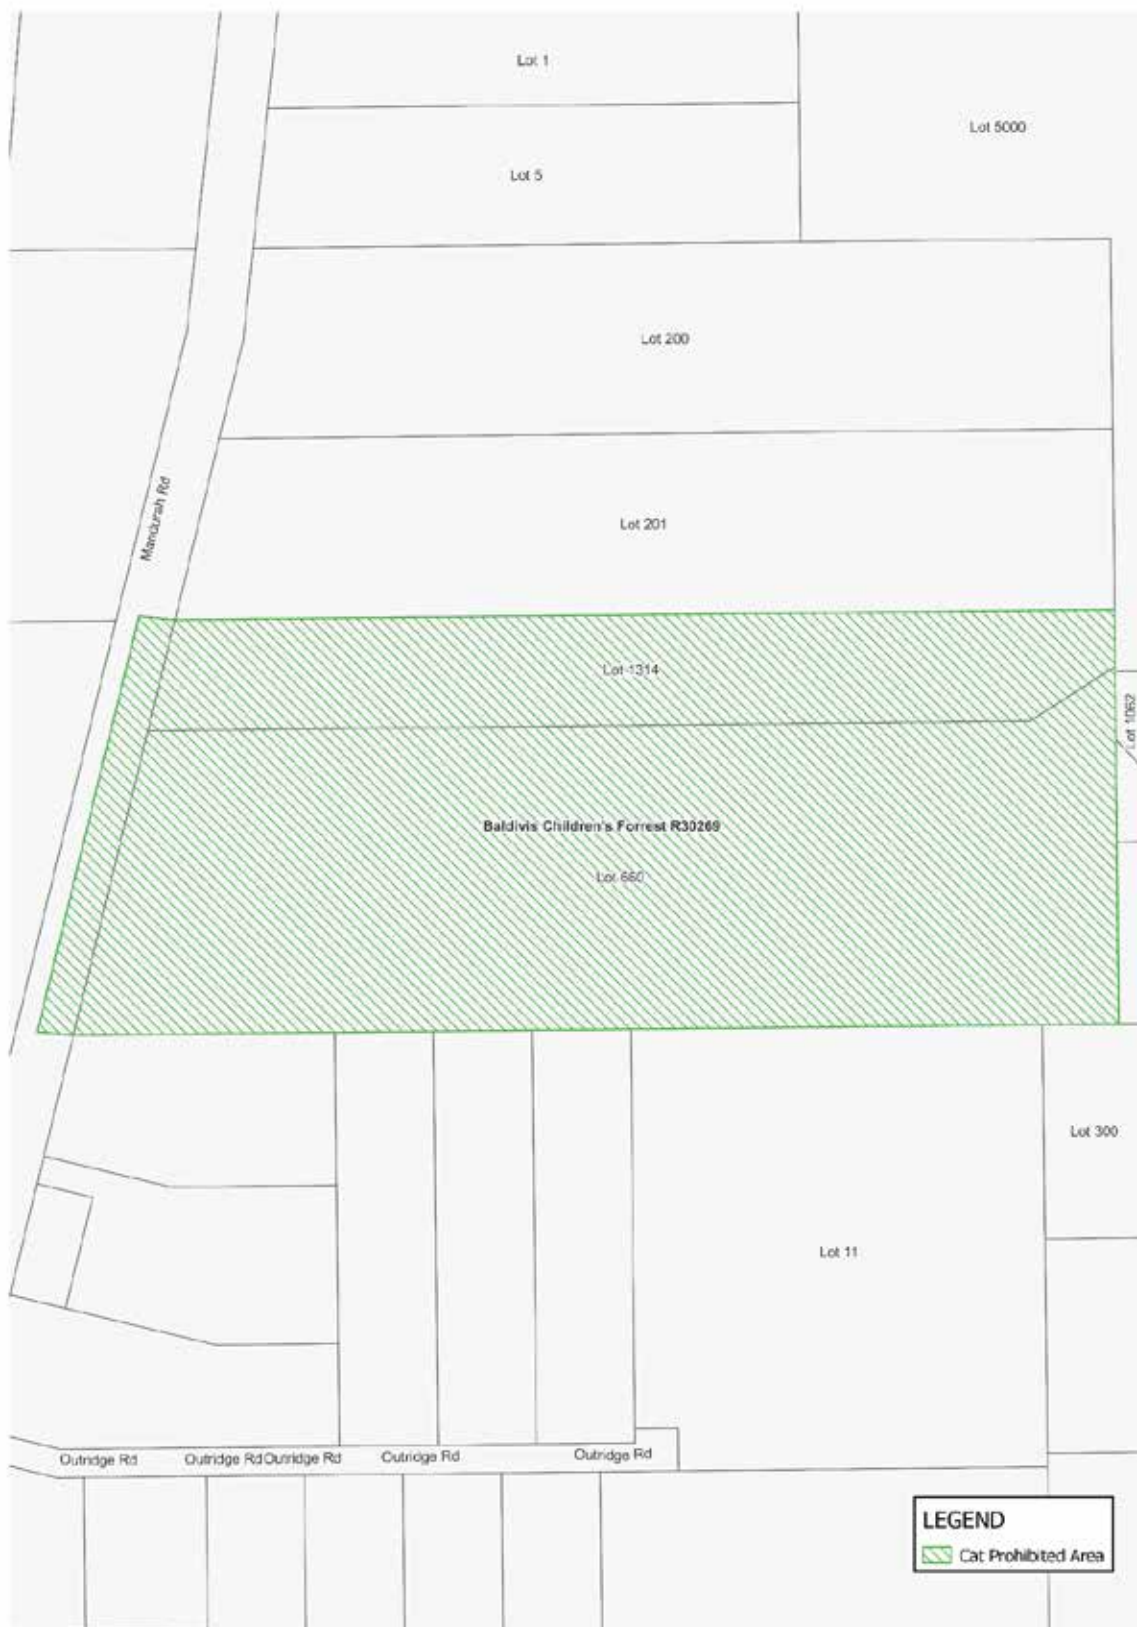 Lot 1
Lot 5000
Lot 5
Lot 200
Mandurah Rd
Lot 201
Lot 1314
Lot 1062
Baldivis Children's Forrest R30269
Lot 660
Lot 300
Lot 11
Outridge Rd
Outridge Rd
Outridge Rd
Outridge Rd
Outridge Rd
LEGEND
Cat Prohibited Area